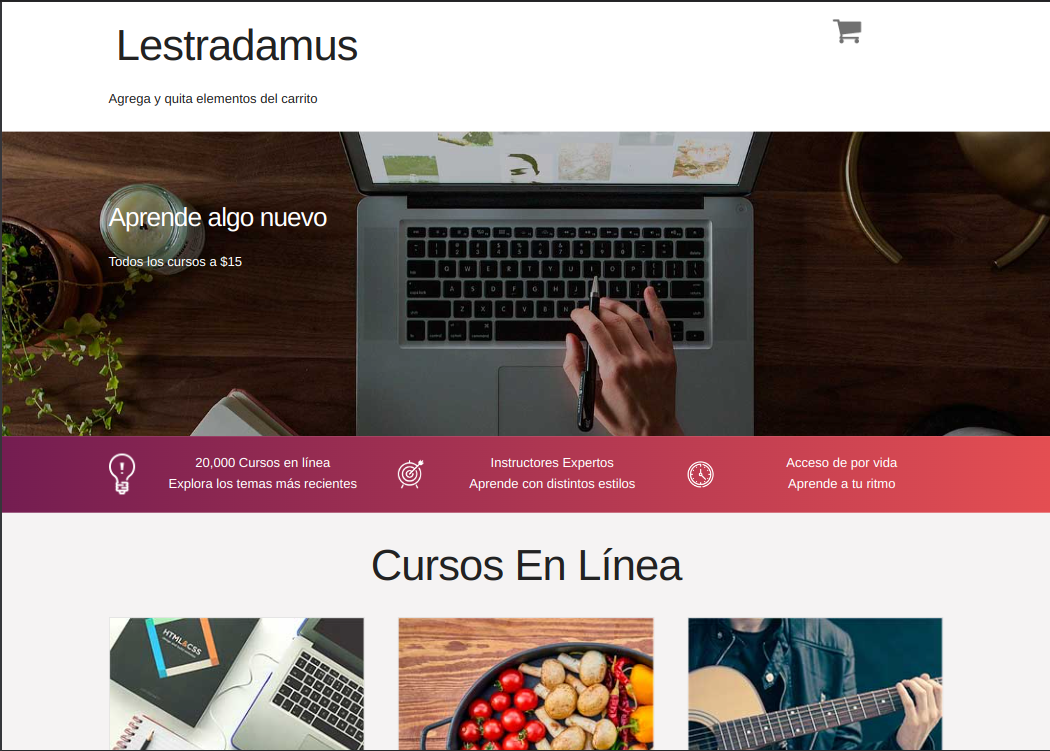 Lestradamus
Agrega y quita elementos del carrito
Aprende algo nuevo
Todos los cursos a $15
20,000 Cursos en línea
Explora los temas más recientes
Instructores Expertos
Aprende con distintos estilos
Acceso de por vida
Aprende a tu ritmo
Cursos En Línea
HTML&CSS